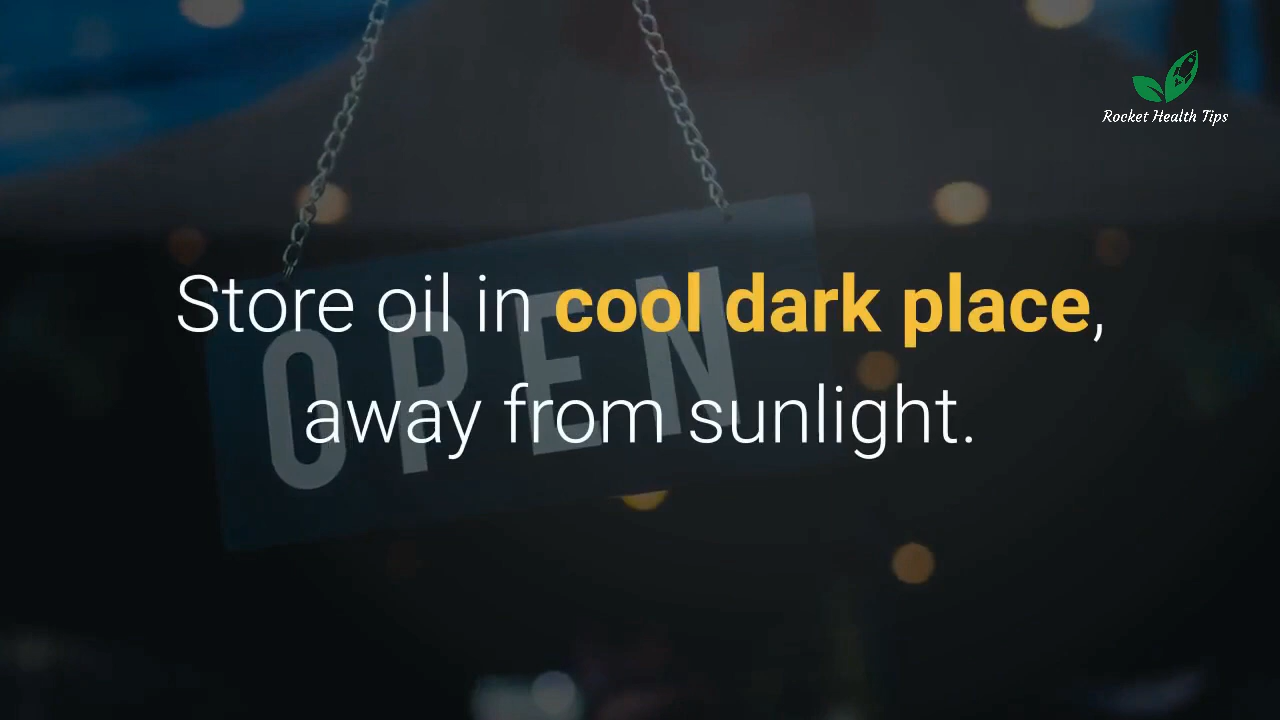 Rocket Health Tips
Store oil in cool dark place,
away from sunlight.
OPEN